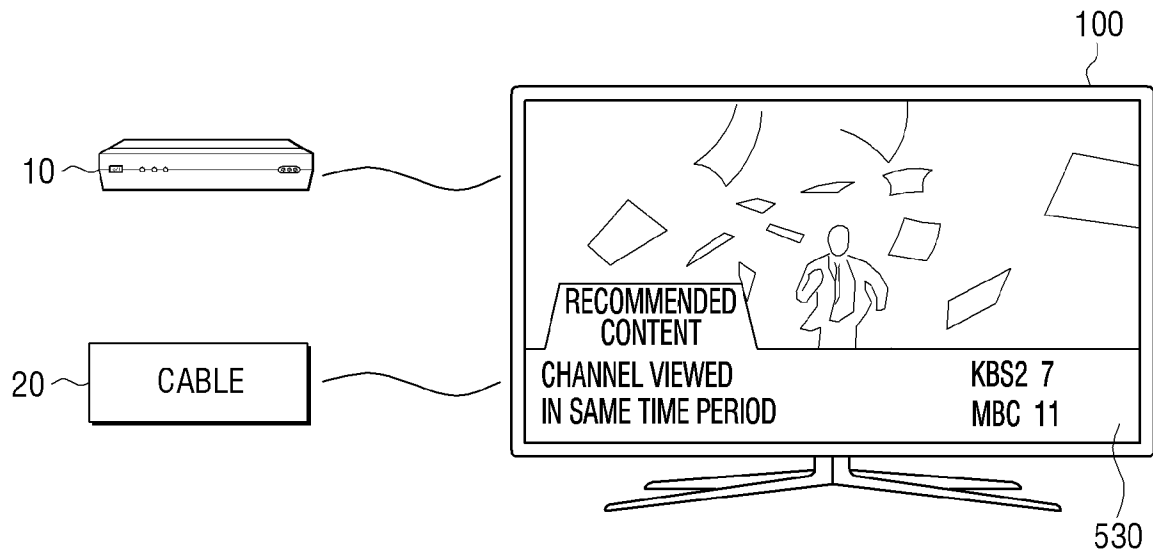 100
10
RECOMMENDED
CONTENT
20
CABLE
CHANNEL VIEWED
IN SAME TIME PERIOD
KBS2 7
MBC 11
530